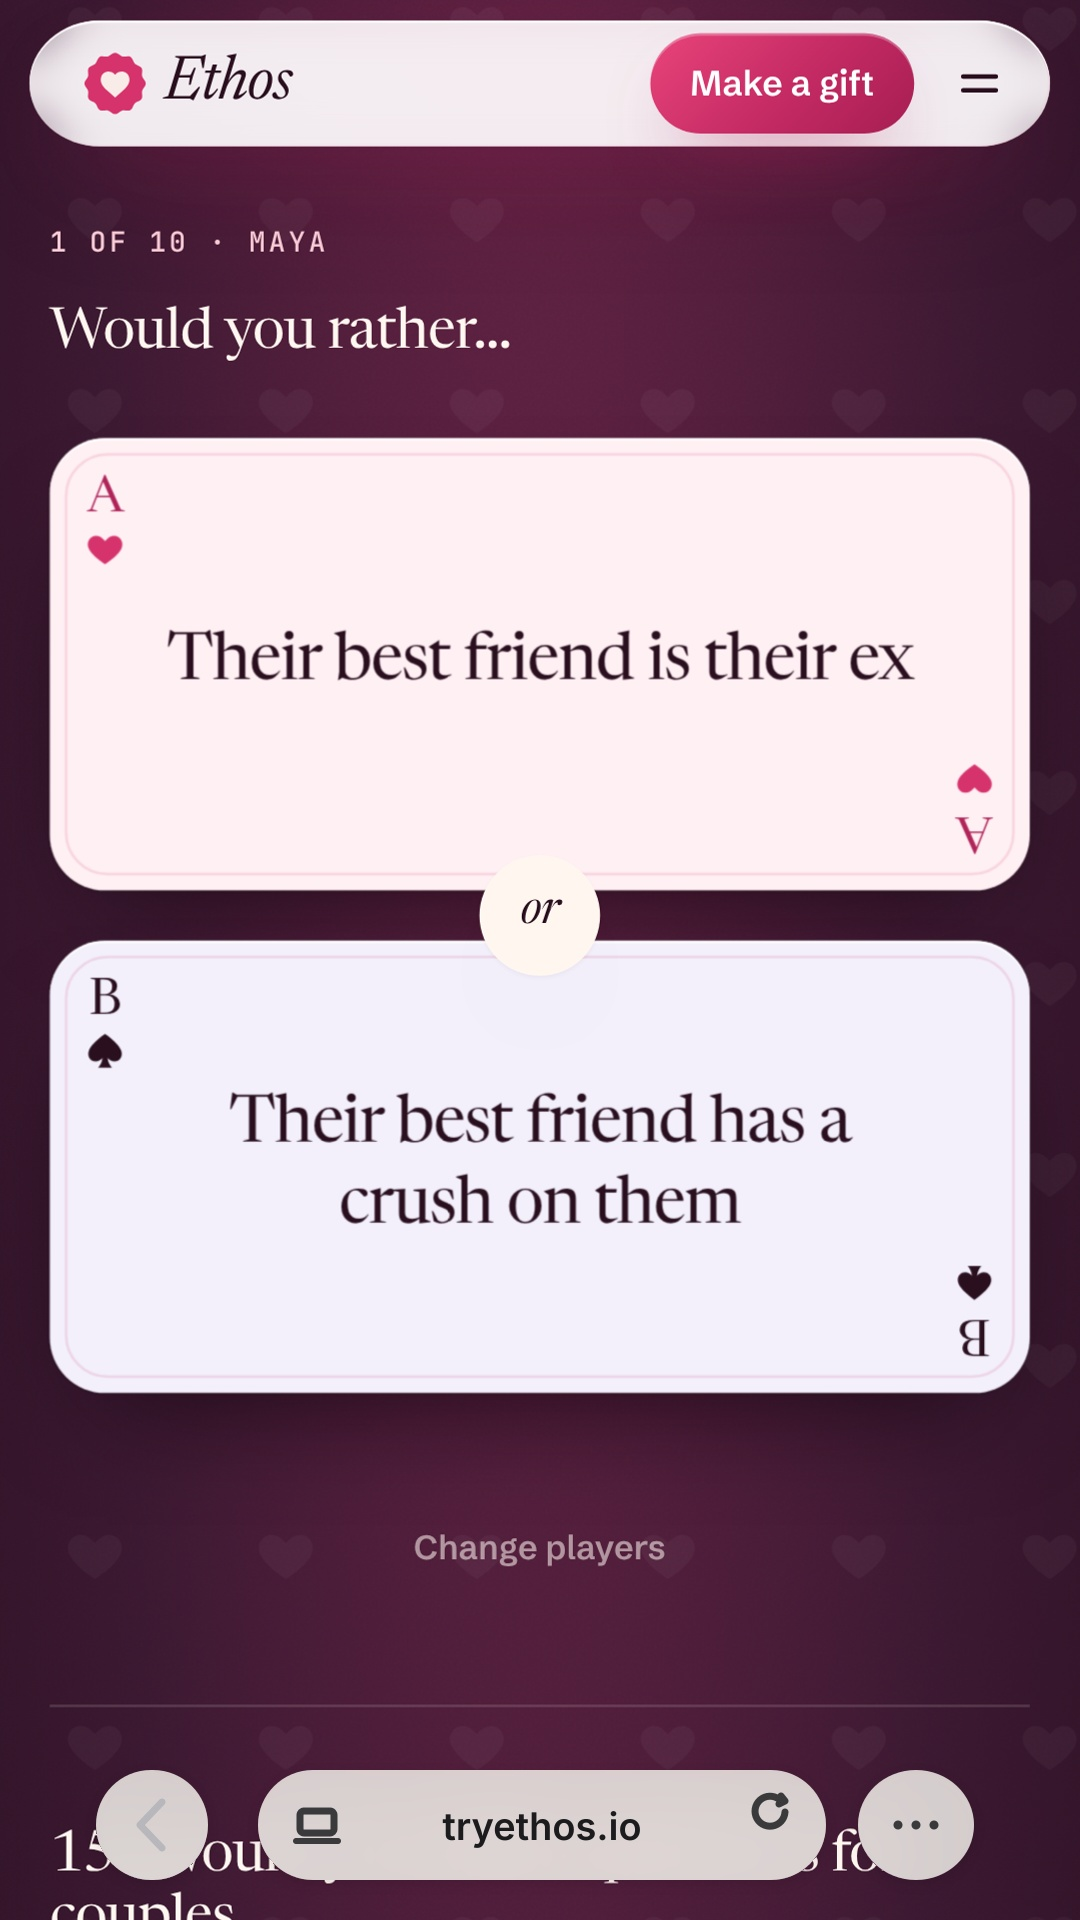 Ethos
Make a gift
1 OF 10 · MAYA
Would you rather...
A
Their best friend is their ex
A
or
B
Their best friend has a
crush on them
B
Change players
tryethos.io
couples